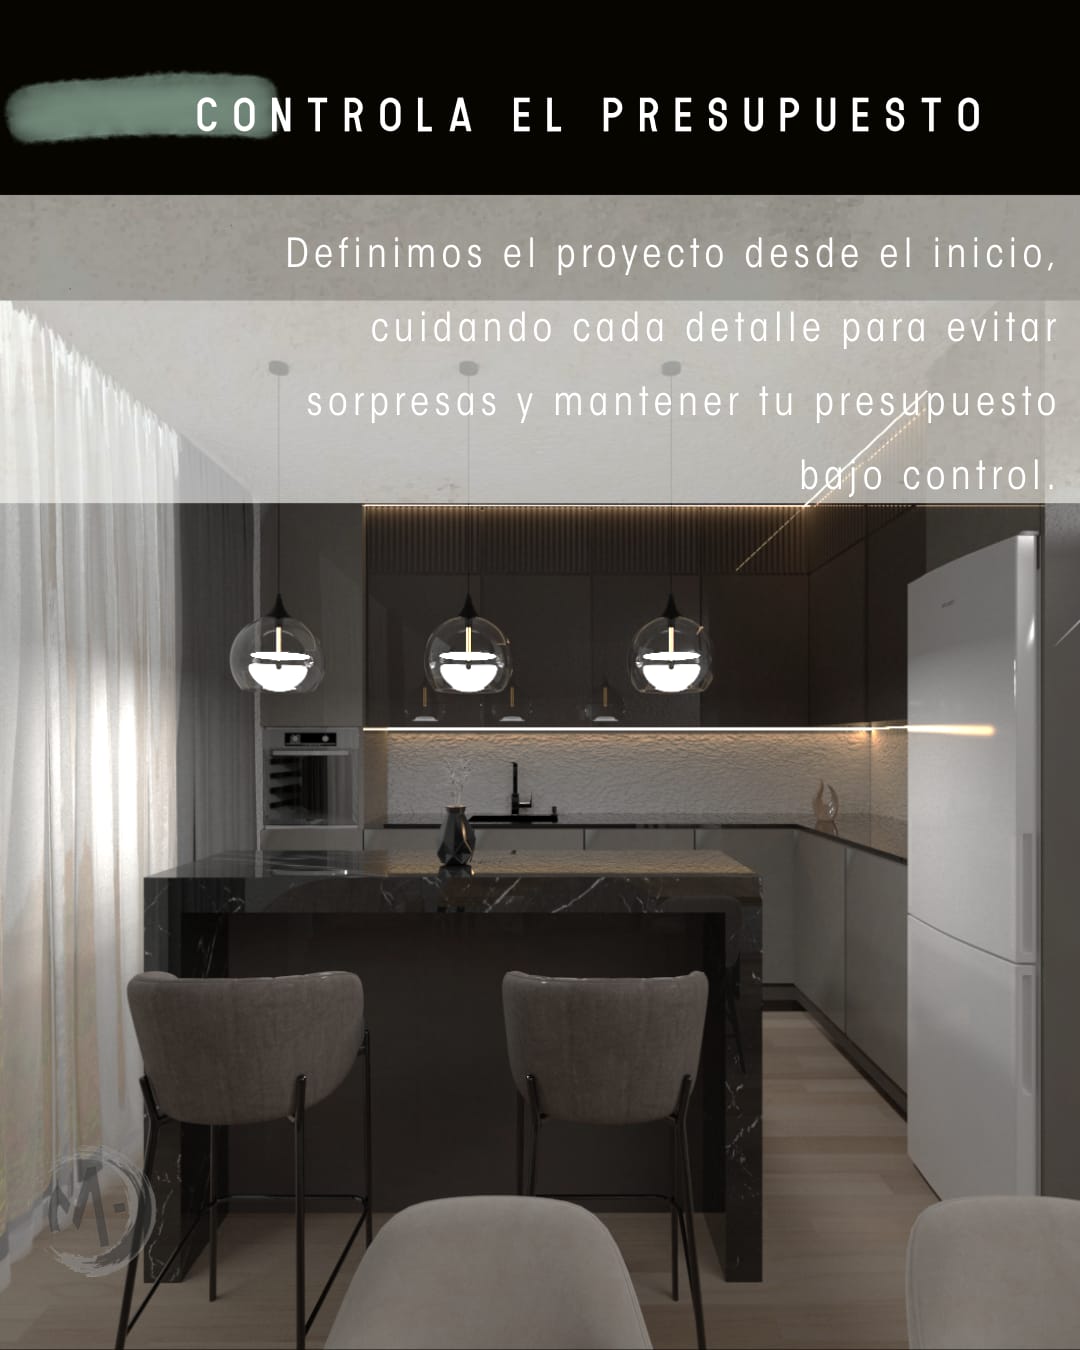 CONTROLA EL PRESUPUESTO
Definimos el proyecto desde el inicio,
cuidando cada detalle para evitar
sorpresas y mantener tu presupuesto
bajo control.
M.